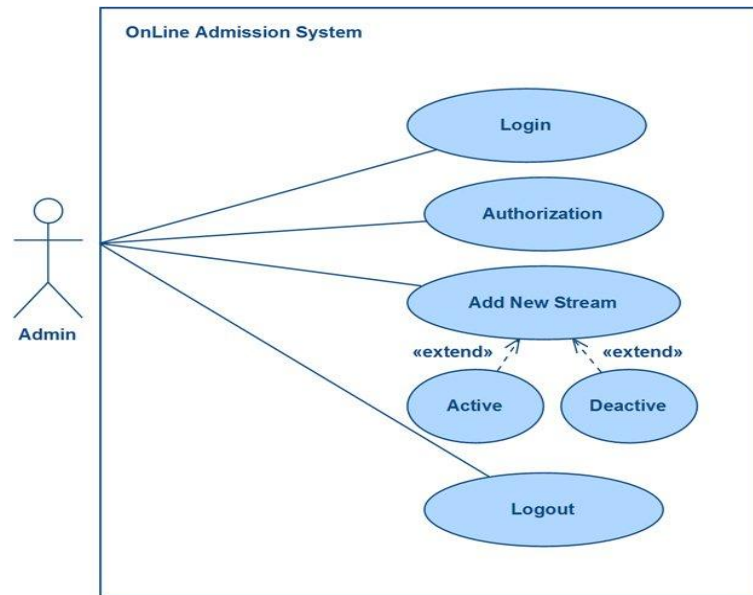 OnLine Admission System
Login
Authorization
Add New Stream
«extend» «extend»
Active Deactive
Logout
Admin